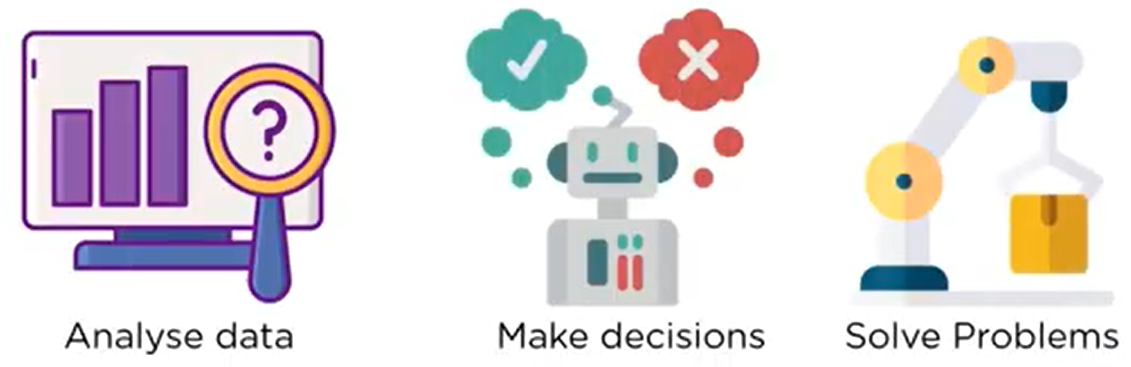 ?
Analyse data
Make decisions
Solve Problems